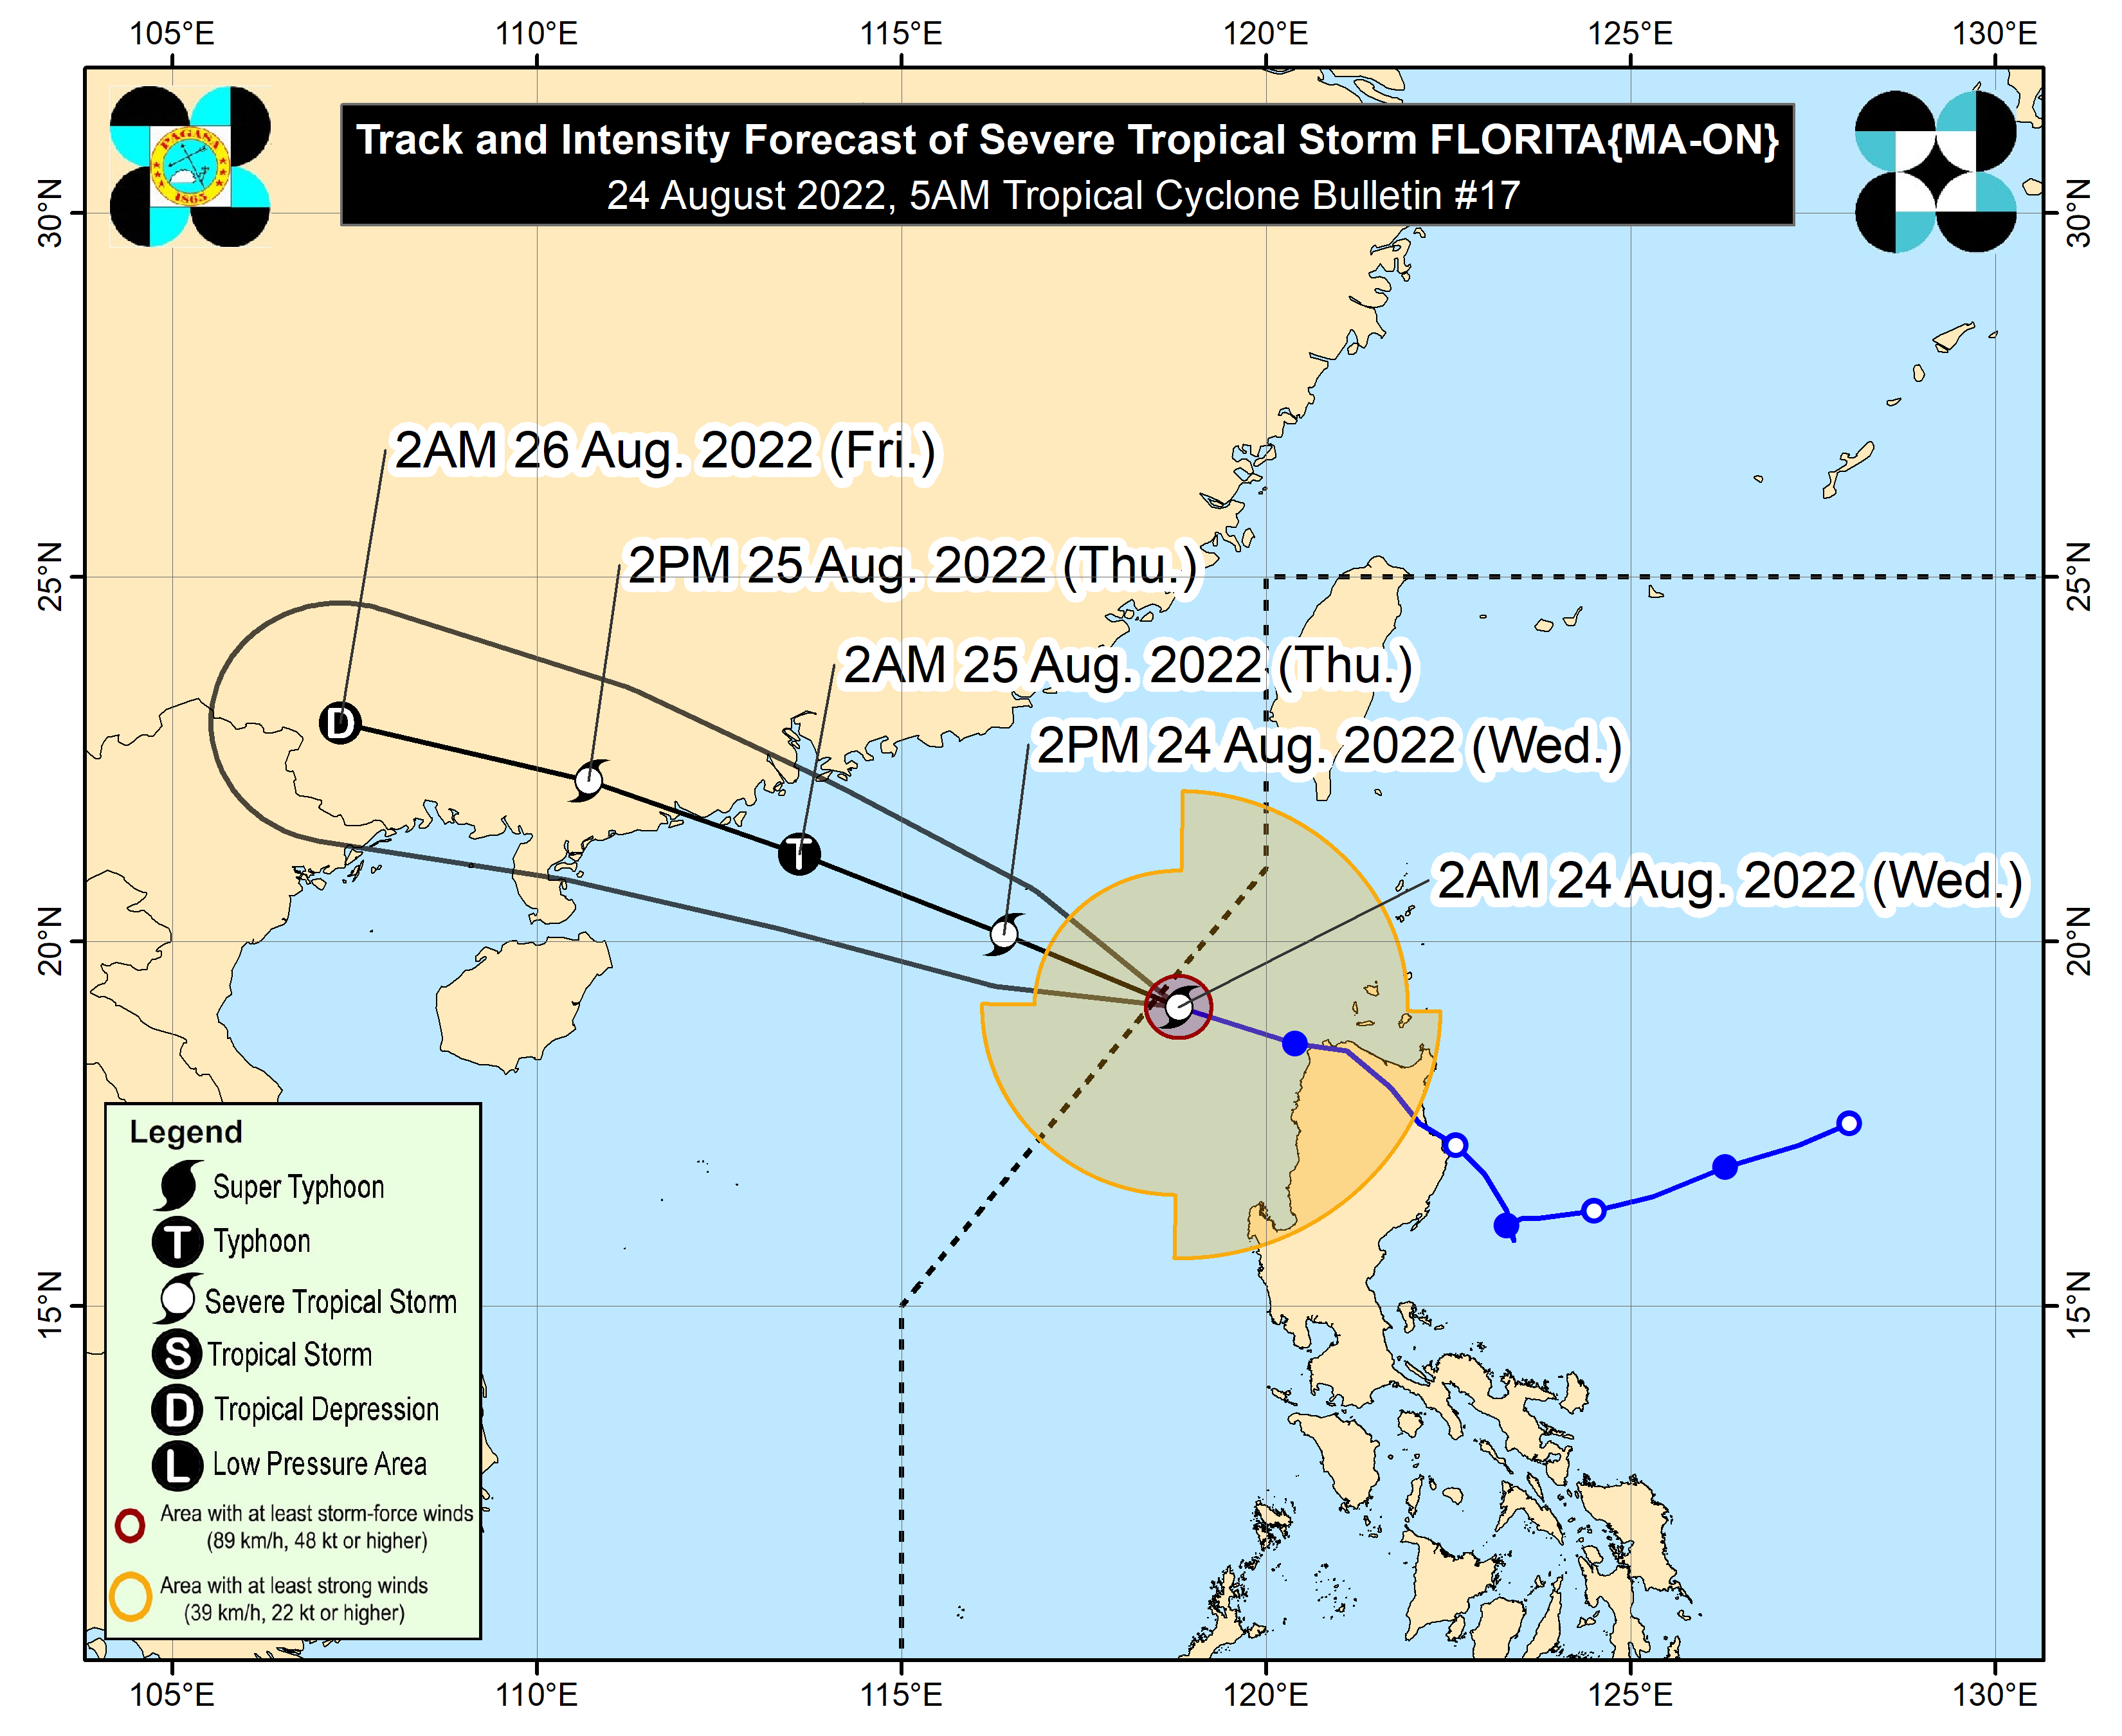 105°E 110°E 115°E 120°E 125°E 130°E
Track and Intensity Forecast of Severe Tropical Storm FLORITA{MA-ON}
24 August 2022, 5AM Tropical Cyclone Bulletin #17
PAGASA
1865
30°N 30°N
2AM 26 Aug. 2022 (Fri.)
2PM 25 Aug. 2022 (Thu.)
25°N 25°N
2AM 25 Aug. 2022 (Thu.)
D
2PM 24 Aug. 2022 (Wed.)
T
2AM 24 Aug. 2022 (Wed.)
20°N 20°N
15°N 15°N
Legend
Super Typhoon
T Typhoon
Severe Tropical Storm
S Tropical Storm
D Tropical Depression
L Low Pressure Area
Area with at least storm-force winds
(89 km/h, 48 kt or higher)
Area with at least strong winds
(39 km/h, 22 kt or higher)
105°E 110°E 115°E 120°E 125°E 130°E